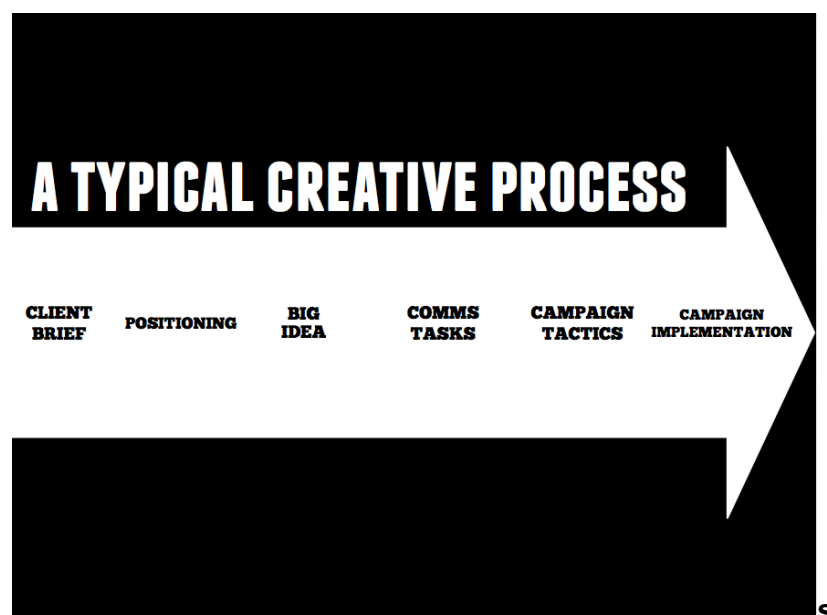 A TYPICAL CREATIVE PROCESS
CLIENT
BRIEF
POSITIONING
BIG
IDEA
COMMS
TASKS
CAMPAIGN
TACTICS
CAMPAIGN
IMPLEMENTATION